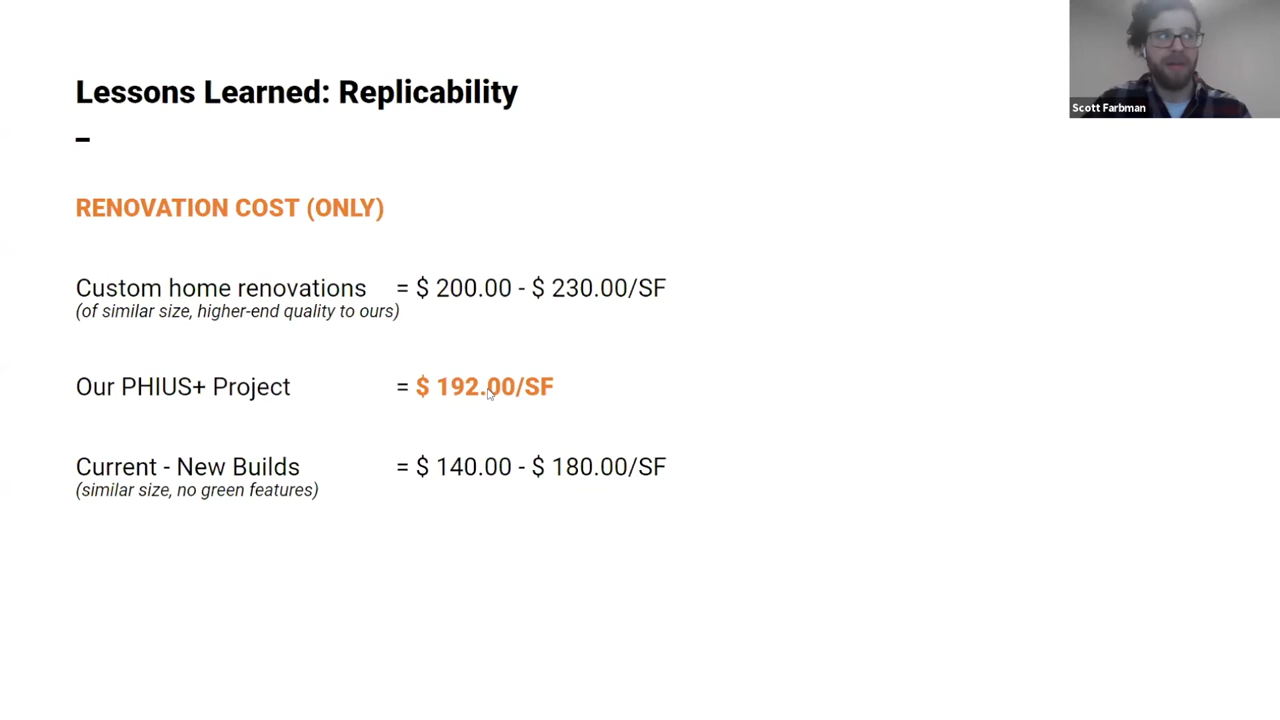 Lessons Learned: Replicability
–
RENOVATION COST (ONLY)
Custom home renovations = $ 200.00 - $ 230.00/SF
(of similar size, higher-end quality to ours)
Our PHIUS+ Project = $ 192.00/SF
Current - New Builds = $ 140.00 - $ 180.00/SF
(similar size, no green features)
Scott Farbman